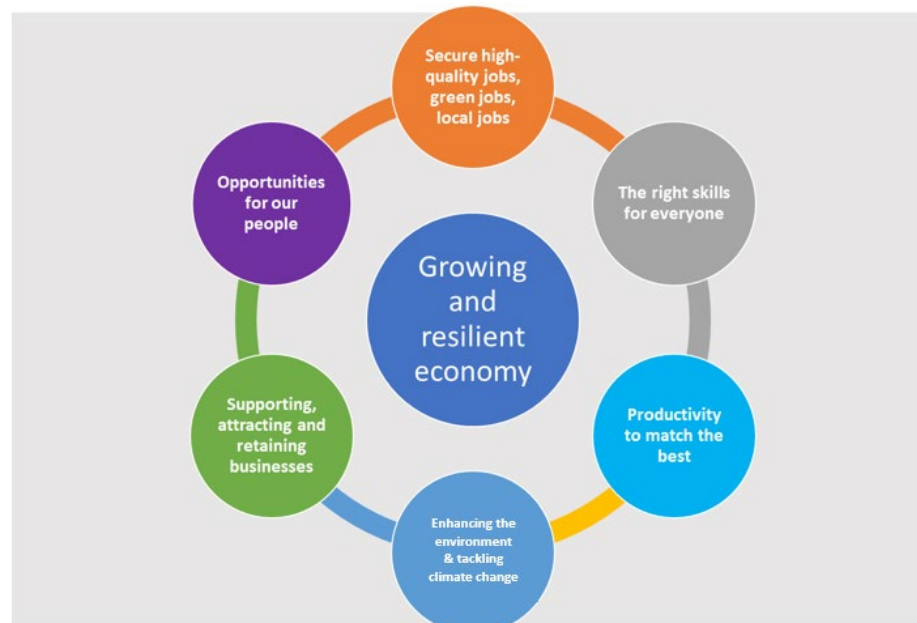 Secure high-
quality jobs,
green jobs,
local jobs
The right skills
for everyone
Productivity
to match the
best
Enhancing the
environment
& tackling
climate change
Supporting,
attracting and
retaining
businesses
Opportunities
for our
people
Growing
and
resilient
economy